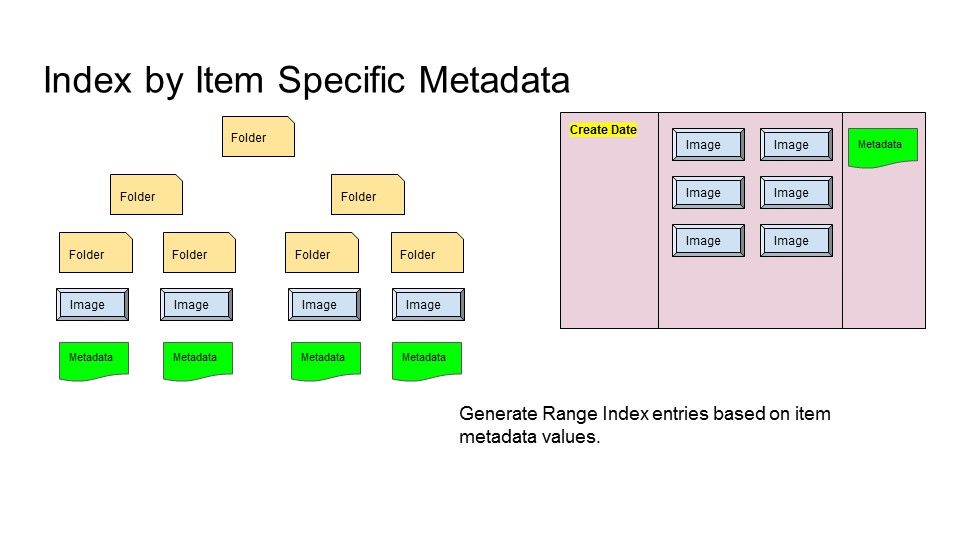 Index by Item Specific Metadata
Folder
Folder
Folder
Folder
Folder
Folder
Folder
Image
Image
Image
Image
Metadata
Metadata
Metadata
Metadata
Create Date
Image
Image
Metadata
Image
Image
Image
Image
Generate Range Index entries based on item
metadata values.